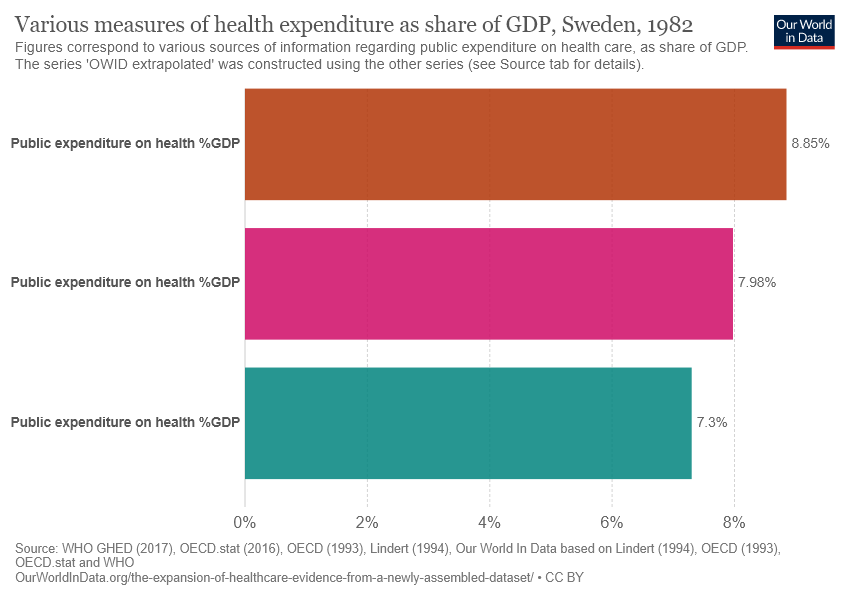 Various measures of health expenditure as share of GDP, Sweden, 1982
Our World
in Data
Figures correspond to various sources of information regarding public expenditure on health care, as share of GDP.
The series 'OWID extrapolated' was constructed using the other series (see Source tab for details).
Public expenditure on health %GDP
8.85%
Public expenditure on health %GDP
7.98%
Public expenditure on health %GDP
7.3%
0% 2% 4% 6% 8%
Source: WHO GHED (2017), OECD.stat (2016), OECD (1993), Lindert (1994), Our World In Data based on Lindert (1994), OECD (1993),
OECD.stat and WHO
OurWorldInData.org/the-expansion-of-healthcare-evidence-from-a-newly-assembled-dataset/ • CC BY